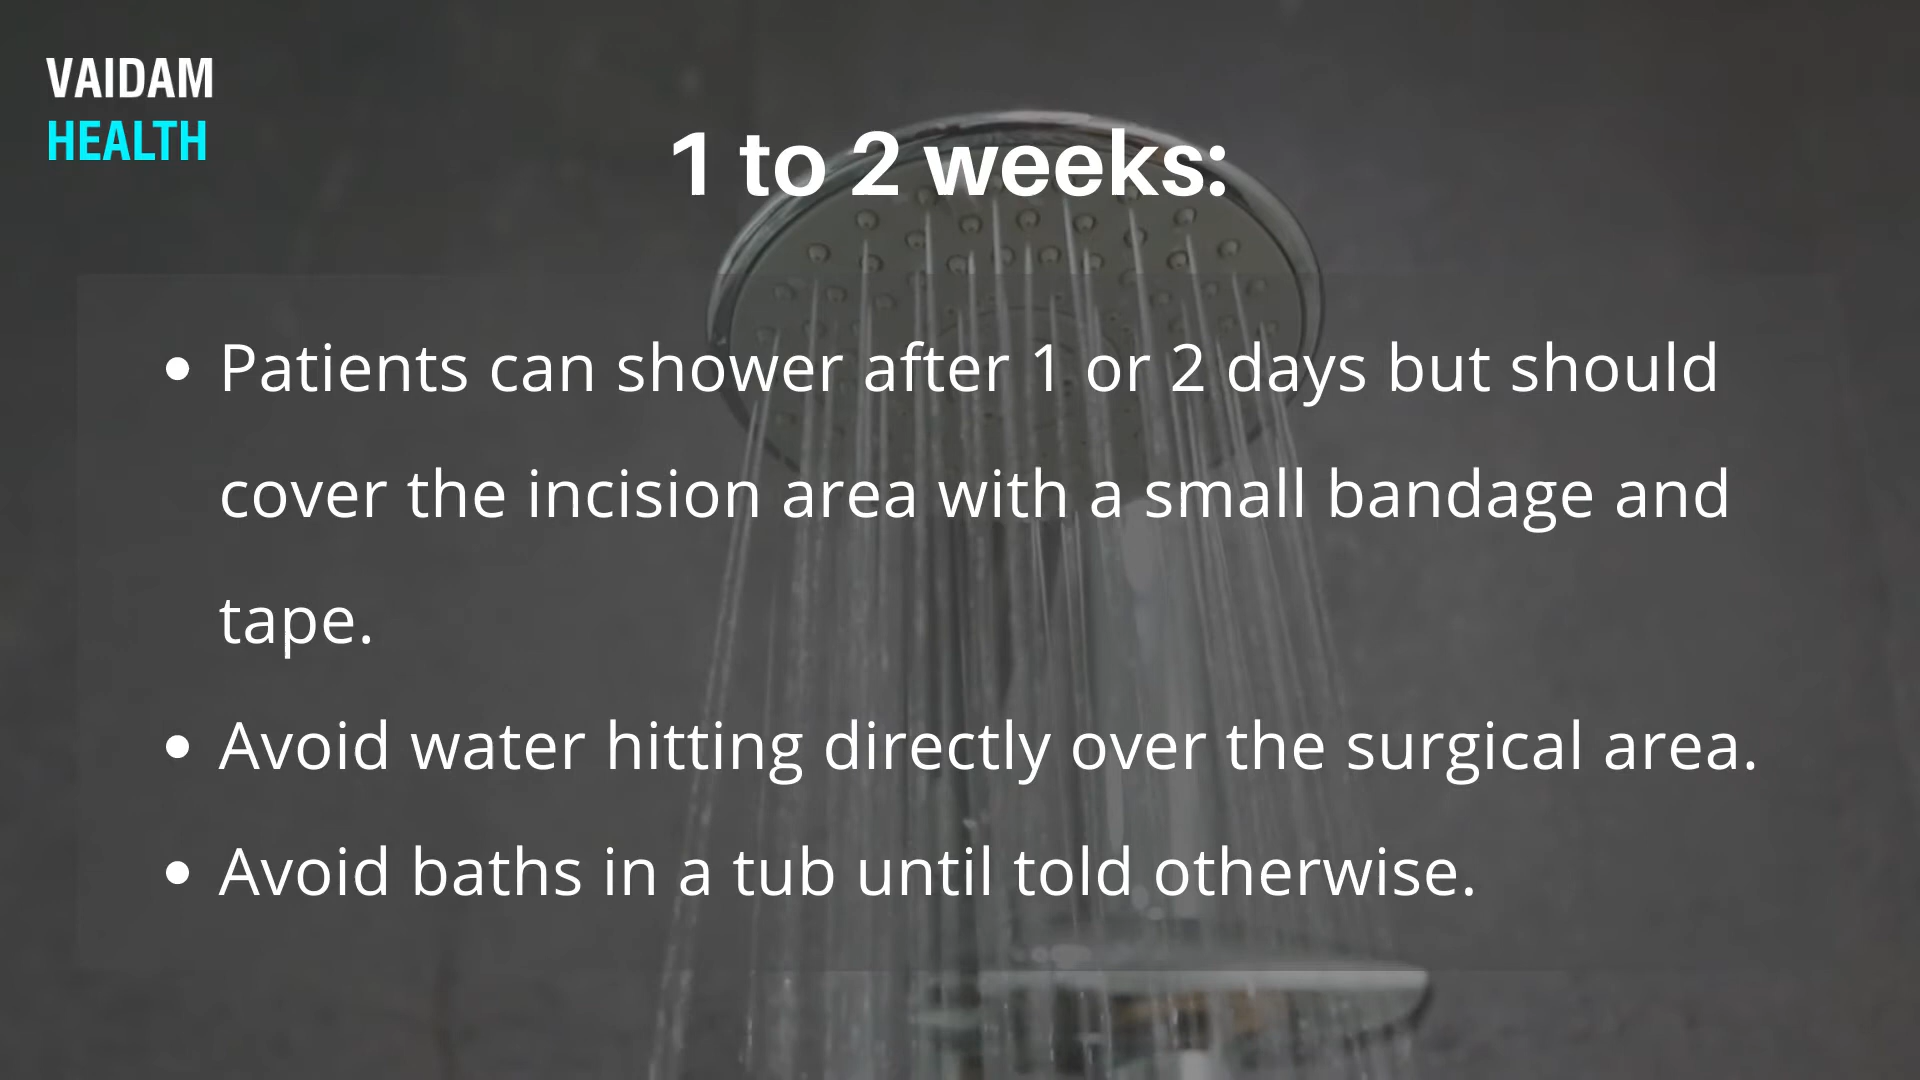 VAIDAM
HEALTH
1 to 2 weeks:
• Patients can shower after 1 or 2 days but should
cover the incision area with a small bandage and
tape.
• Avoid water hitting directly over the surgical area.
• Avoid baths in a tub until told otherwise.